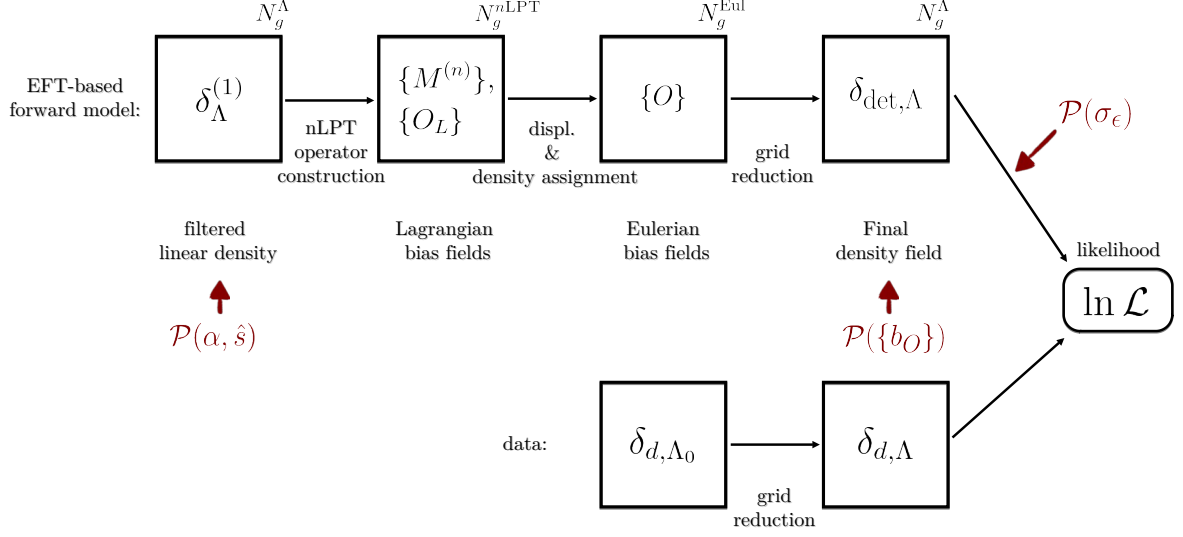 N_g^Λ
N_g^{nLPT}
N_g^{Eul}
N_g^Λ
EFT-based
forward model:
δ_Λ^{(1)}
{M^{(n)}},
{O_L}
{O}
δ_{det,Λ}
𝒫(σ_ϵ)
nLPT
operator
construction
displ.
&
density assignment
grid
reduction
filtered
linear density
Lagrangian
bias fields
Eulerian
bias fields
Final
density field
likelihood
ln ℒ
𝒫(α, ŝ)
𝒫({b_O})
data:
δ_{d,Λ_0}
δ_{d,Λ}
grid
reduction